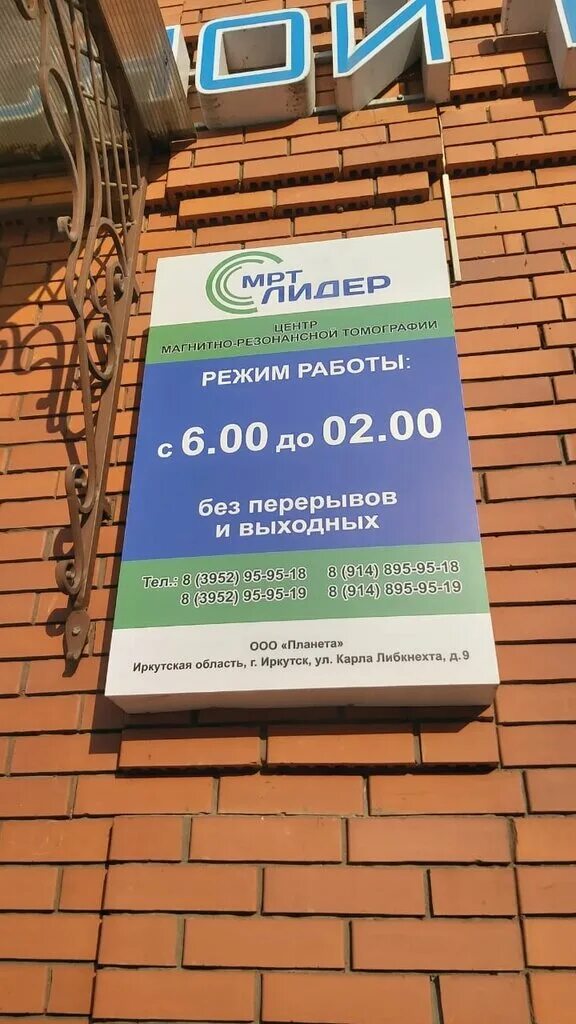 НОЙ
МРТ
ЛИДЕР
ЦЕНТР
МАГНИТНО-РЕЗОНАНСНОЙ ТОМОГРАФИИ
РЕЖИМ РАБОТЫ:
с 6.00 до 02.00
без перерывов
и выходных
Тел.: 8 (3952) 95-95-18 8 (914) 895-95-18
8 (3952) 95-95-19 8 (914) 895-95-19
ООО «Планета»
Иркутская область, г. Иркутск, ул. Карла Либкнехта, д.9